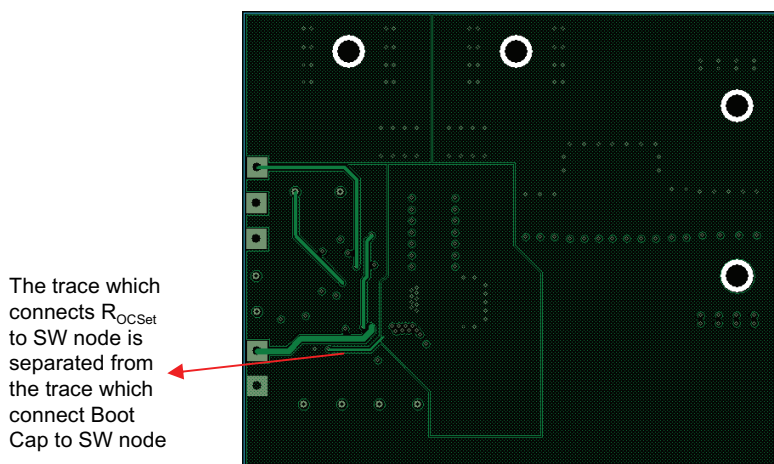 The trace which
connects ROCSet
to SW node is
separated from
the trace which
connect Boot
Cap to SW node